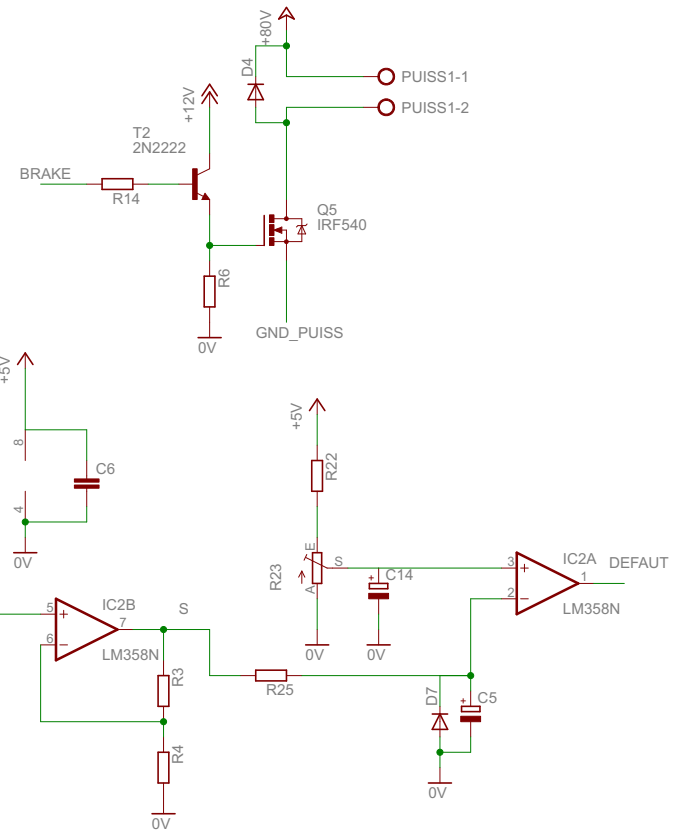 +80V
D4
PUISS1-1
PUISS1-2
+12V
T2
2N2222
BRAKE
R14
Q5
IRF540
R6
0V
GND_PUISS
+5V
8
C6
4
0V
+5V
R22
E
S
R23
A
+
C14
0V
0V
3
+
2
−
1
IC2A
DEFAUT
LM358N
5
+
6
−
7
IC2B
S
LM358N
R3
R25
R4
0V
D7
+
C5
0V